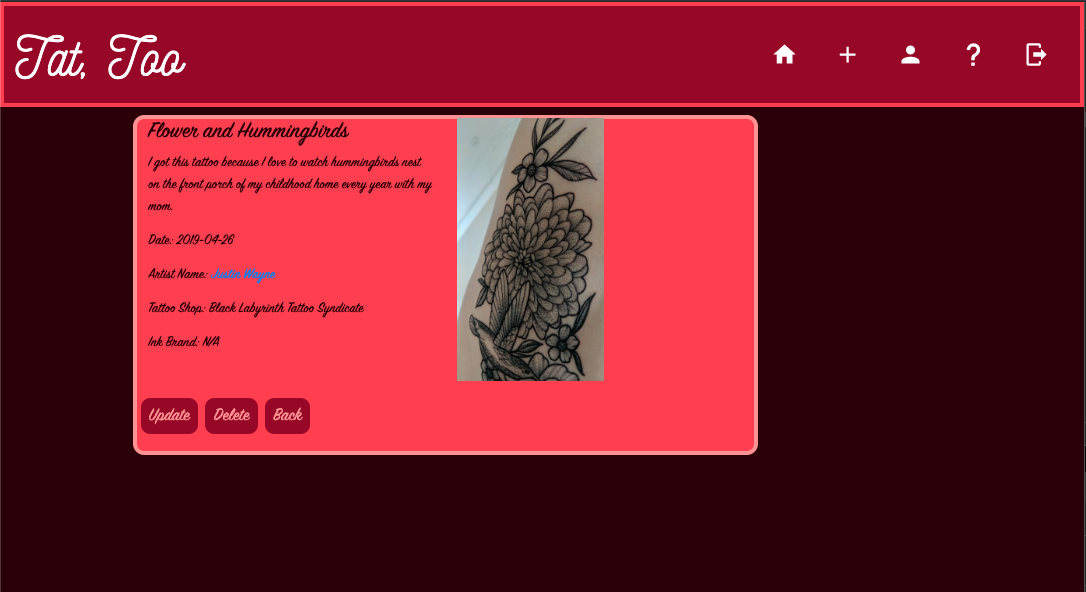 Tat, Too
Flower and Hummingbirds
I got this tattoo because I love to watch hummingbirds nest
on the front porch of my childhood home every year with my
mom.
Date: 2019-04-26
Artist Name: Justin Wayne
Tattoo Shop: Black Labyrinth Tattoo Syndicate
Ink Brand: N/A
Update Delete Back